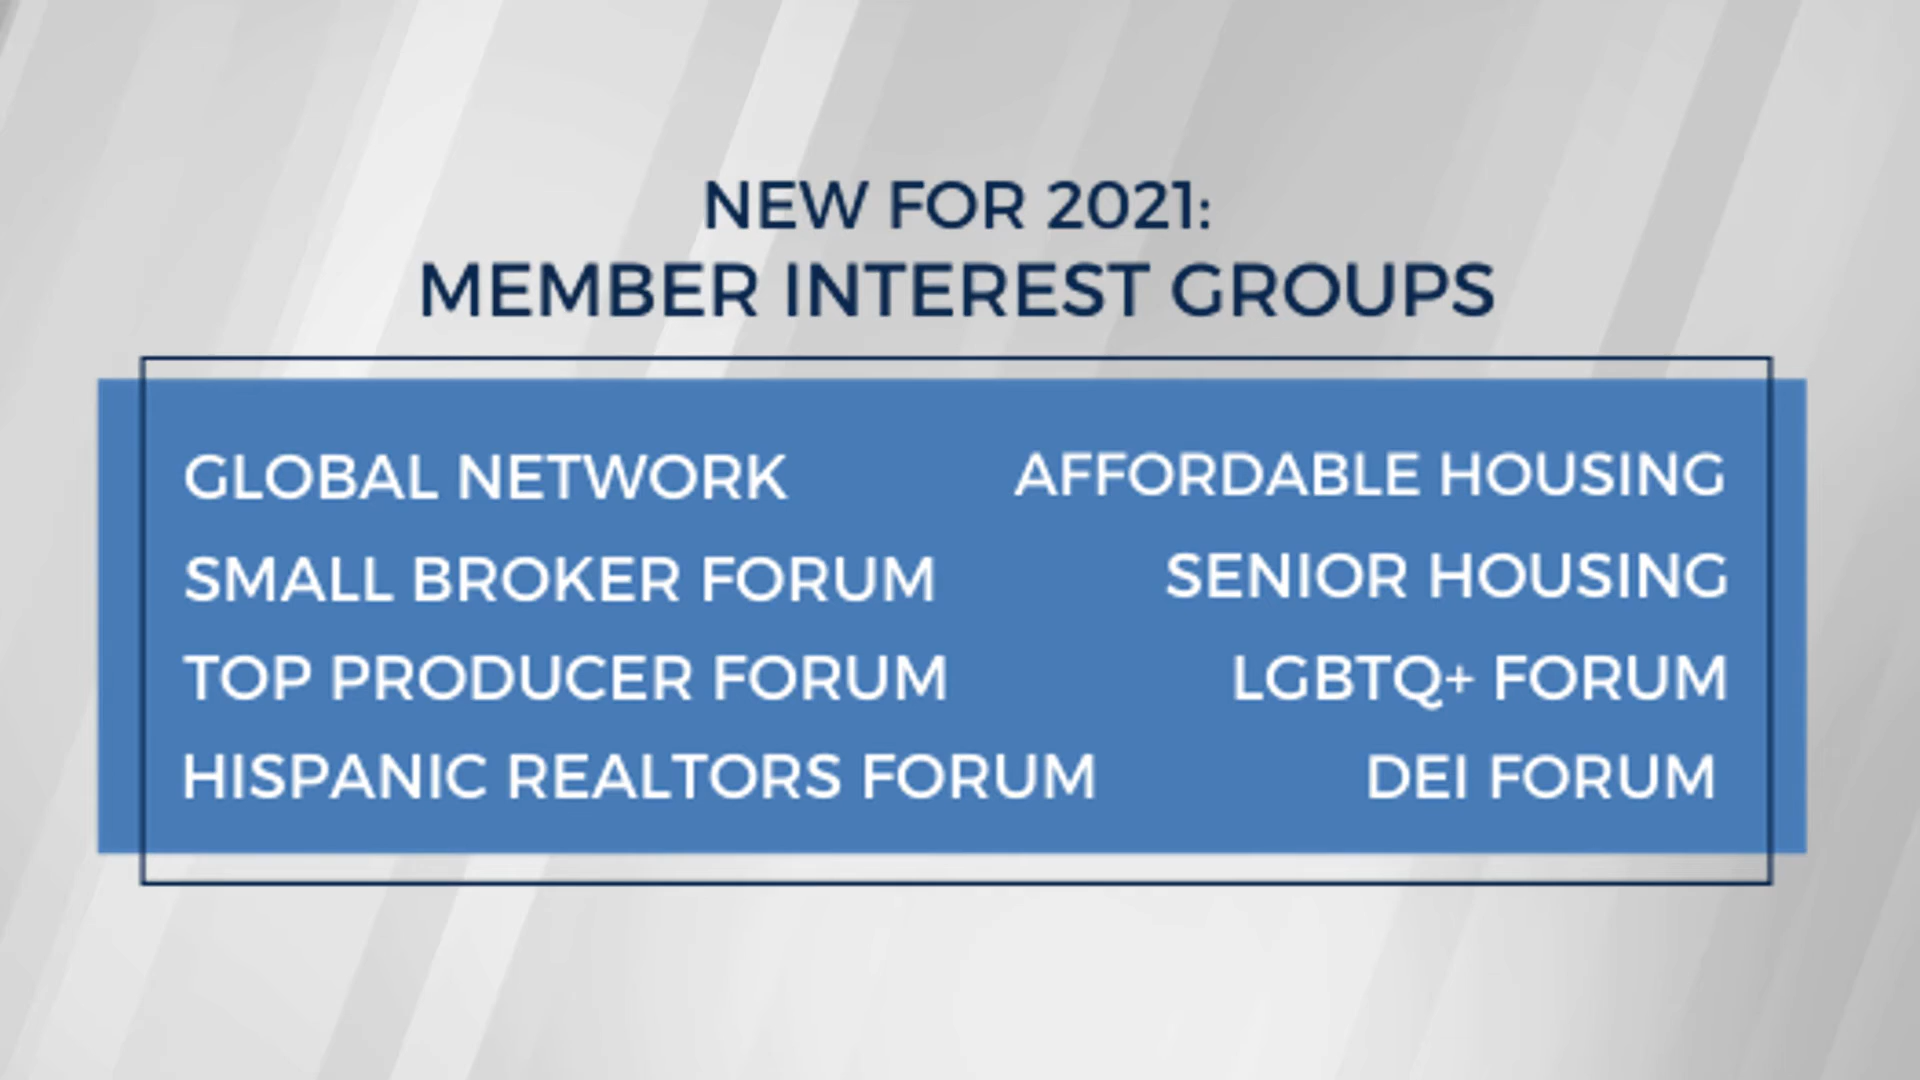 NEW FOR 2021:
MEMBER INTEREST GROUPS
GLOBAL NETWORK
SMALL BROKER FORUM
TOP PRODUCER FORUM
HISPANIC REALTORS FORUM
AFFORDABLE HOUSING
SENIOR HOUSING
LGBTQ+ FORUM
DEI FORUM